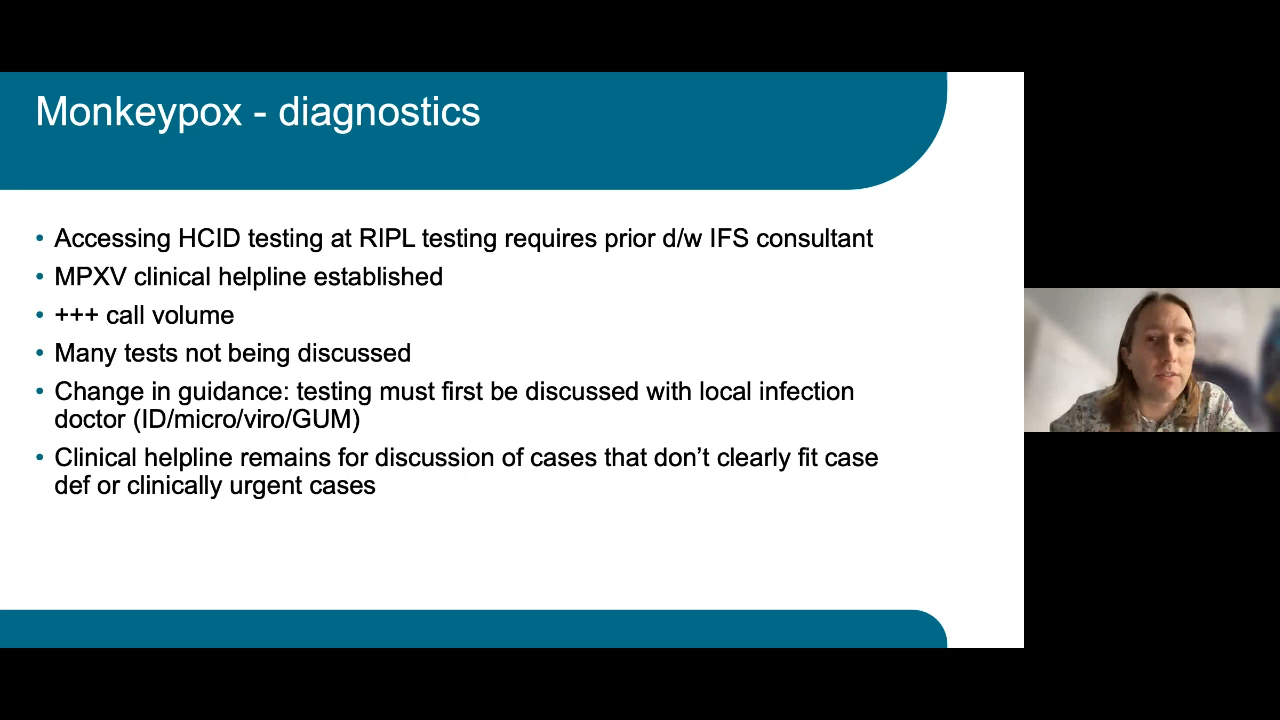 Monkeypox - diagnostics
• Accessing HCID testing at RIPL testing requires prior d/w IFS consultant
• MPXV clinical helpline established
• +++ call volume
• Many tests not being discussed
• Change in guidance: testing must first be discussed with local infection
doctor (ID/micro/viro/GUM)
• Clinical helpline remains for discussion of cases that don’t clearly fit case
def or clinically urgent cases